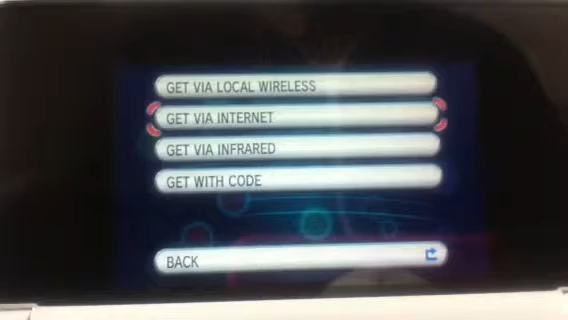 GET VIA LOCAL WIRELESS
GET VIA INTERNET
GET VIA INFRARED
GET WITH CODE
BACK